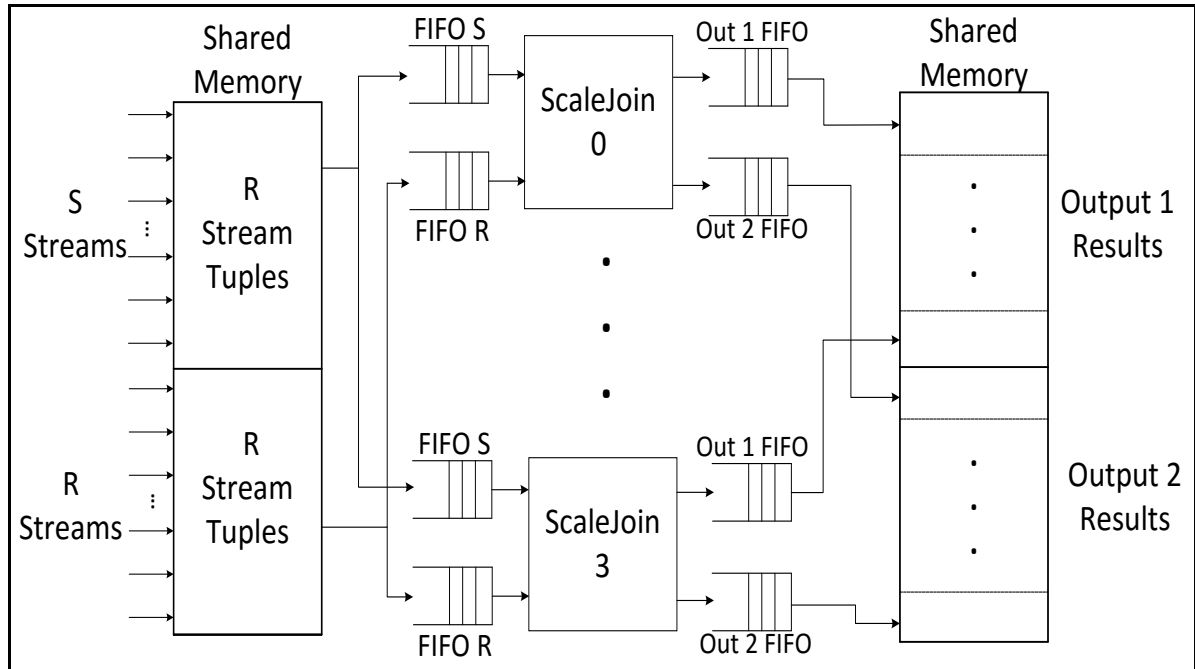 Shared
Memory
S
Streams
⋮
R
Streams
⋮
R
Stream
Tuples
R
Stream
Tuples
FIFO S
FIFO R
ScaleJoin
0
Out 1 FIFO
Out 2 FIFO
FIFO S
FIFO R
ScaleJoin
3
Out 1 FIFO
Out 2 FIFO
Shared
Memory
Output 1
Results
Output 2
Results